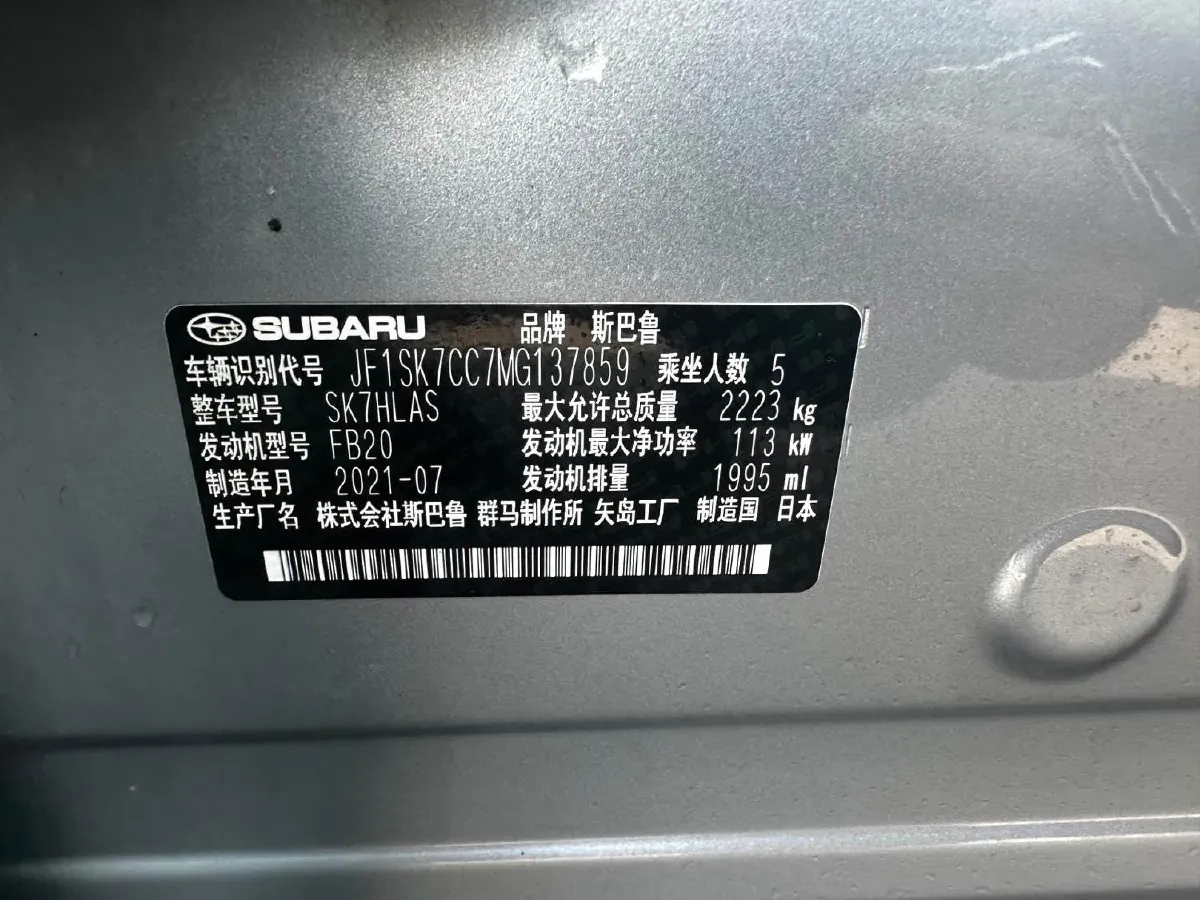 SUBARU 品牌 斯巴鲁
车辆识别代号 JF1SK7CC7MG137859 乘坐人数 5
整车型号 SK7HLAS 最大允许总质量 2223 kg
发动机型号 FB20 发动机最大净功率 113 kW
制造年月 2021-07 发动机排量 1995 ml
生产厂名 株式会社斯巴鲁 群马制作所 矢岛工厂 制造国 日本